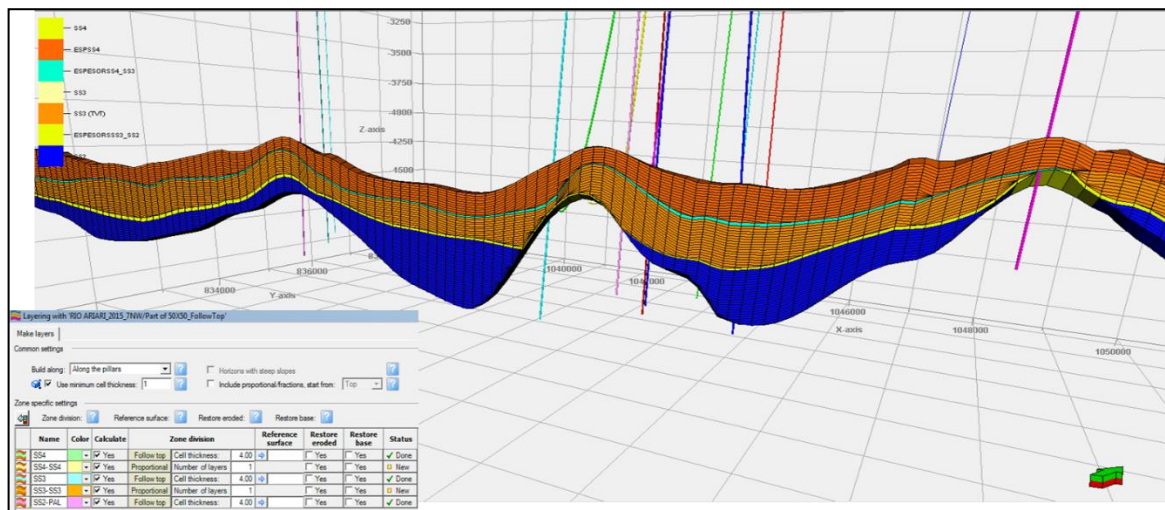 SS4
ESPSS4
ESPESORSS4_SS3
SS3
SS3 (TVT)
ESPESORSSS3_SS2
-3250
-3500
-3750
-4000
-4250
-4500
Z-axis
834000
836000
Y-axis
1040000
1046000
X-axis
1048000
1050000
Layering with 'RIO ARIARI_2015_7NW/Part of 50X50_FollowTop'
Make layers
Common settings
Build along: Along the pillars ? Horizons with steep slopes ?
Use minimum cell thickness: 1 ? Include proportional/fractions, start from: Top ?
Zone specific settings
Zone division: ? Reference surface: ? Restore eroded: ? Restore base: ?
Name Color Calculate Zone division Reference surface Restore eroded Restore base Status
SS4 Yes Follow top Cell thickness: 4.00 Yes Yes Done
SS4-SS4 Yes Proportional Number of layers 1 Yes Yes New
SS3 Yes Follow top Cell thickness: 4.00 Yes Yes Done
SS3-SS3 Yes Proportional Number of layers 1 Yes Yes New
SS2-PAL Yes Follow top Cell thickness: 4.00 Yes Yes Done